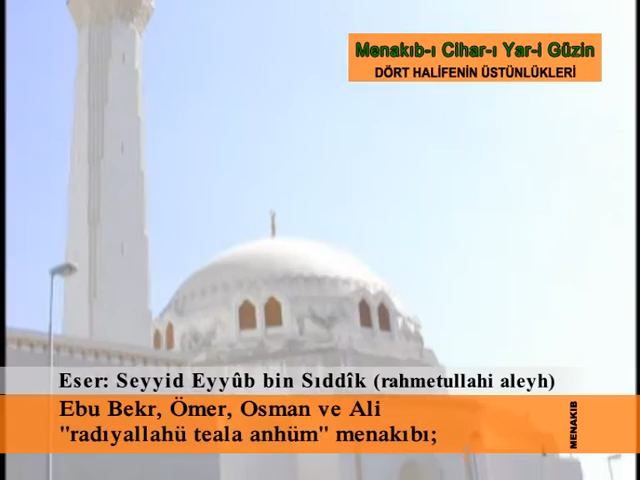 Menakıb-ı Cihar-ı Yar-i Güzin
DÖRT HALİFENİN ÜSTÜNLÜKLERİ
Eser: Seyyid Eyyûb bin Sıddîk (rahmetullahi aleyh)
Ebu Bekr, Ömer, Osman ve Ali
"radıyallahü teala anhüm" menakıbı;
MENAKIB